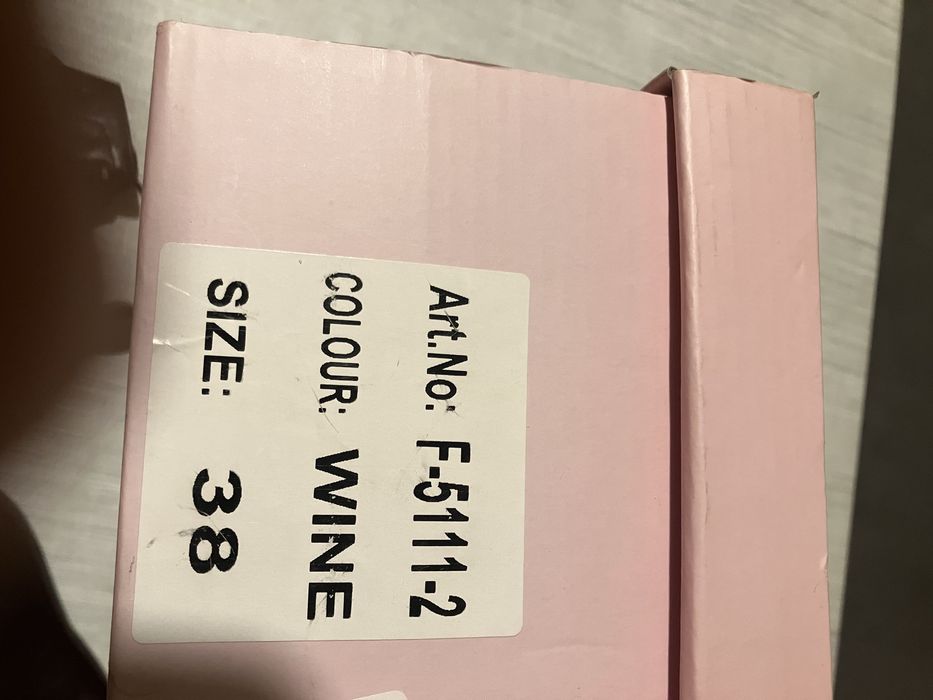 Art.No: F-5111-2
COLOUR: WINE
SIZE: 38